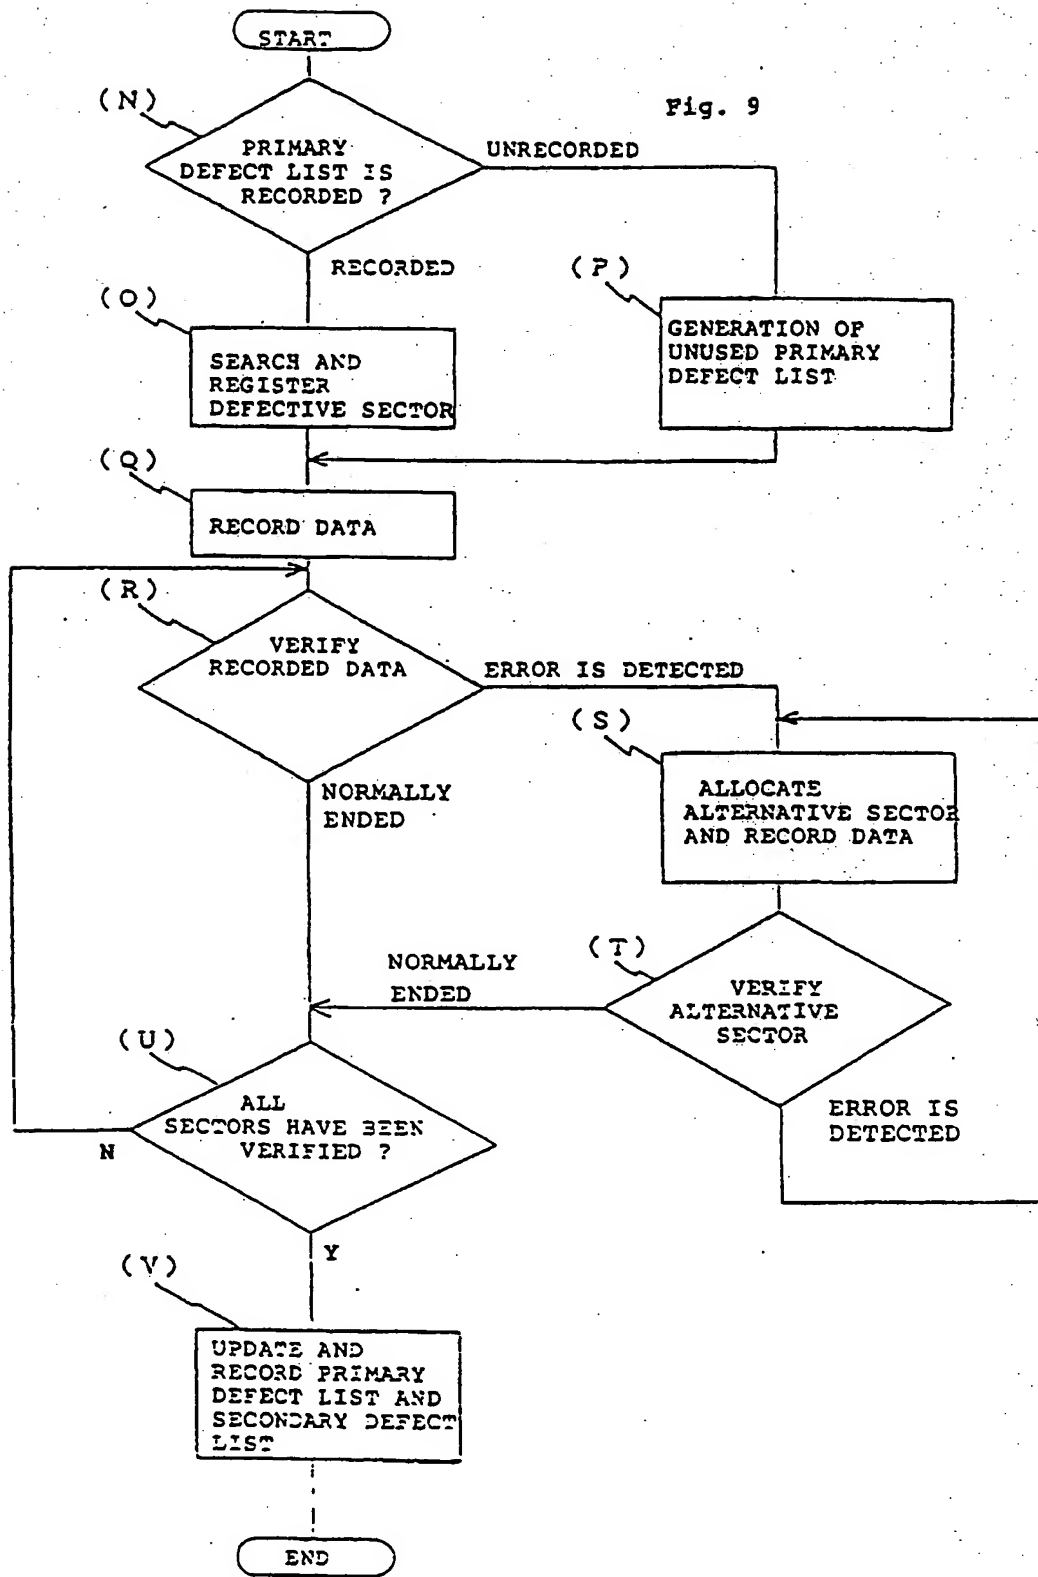 START
Fig. 9
(N)
PRIMARY
DEFECT LIST IS
RECORDED ?
UNRECORDED
RECORDED
(O)
SEARCH AND
REGISTER
DEFECTIVE SECTOR
(P)
GENERATION OF
UNUSED PRIMARY
DEFECT LIST
(Q)
RECORD DATA
(R)
VERIFY
RECORDED DATA
ERROR IS DETECTED
NORMALLY
ENDED
(S)
ALLOCATE
ALTERNATIVE SECTOR
AND RECORD DATA
(T)
VERIFY
ALTERNATIVE
SECTOR
NORMALLY
ENDED
ERROR IS
DETECTED
(U)
ALL
SECTORS HAVE BEEN
VERIFIED ?
N
Y
(V)
UPDATE AND
RECORD PRIMARY
DEFECT LIST AND
SECONDARY DEFECT
LIST
END